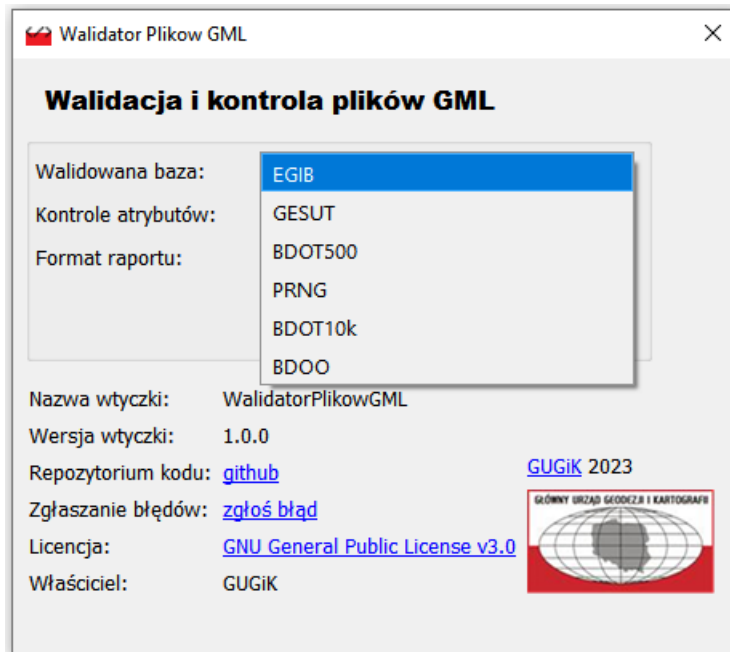 Walidator Plikow GML
Walidacja i kontrola plików GML
Walidowana baza:
EGIB
Kontrole atrybutów:
GESUT
Format raportu:
BDOT500
PRNG
BDOT10k
BDOO
Nazwa wtyczki: WalidatorPlikowGML
Wersja wtyczki: 1.0.0
Repozytorium kodu: github
GUGiK 2023
Zgłaszanie błędów: zgłoś błąd
GŁÓWNY URZĄD GEODEZJI I KARTOGRAFII
Licencja: GNU General Public License v3.0
Właściciel: GUGiK